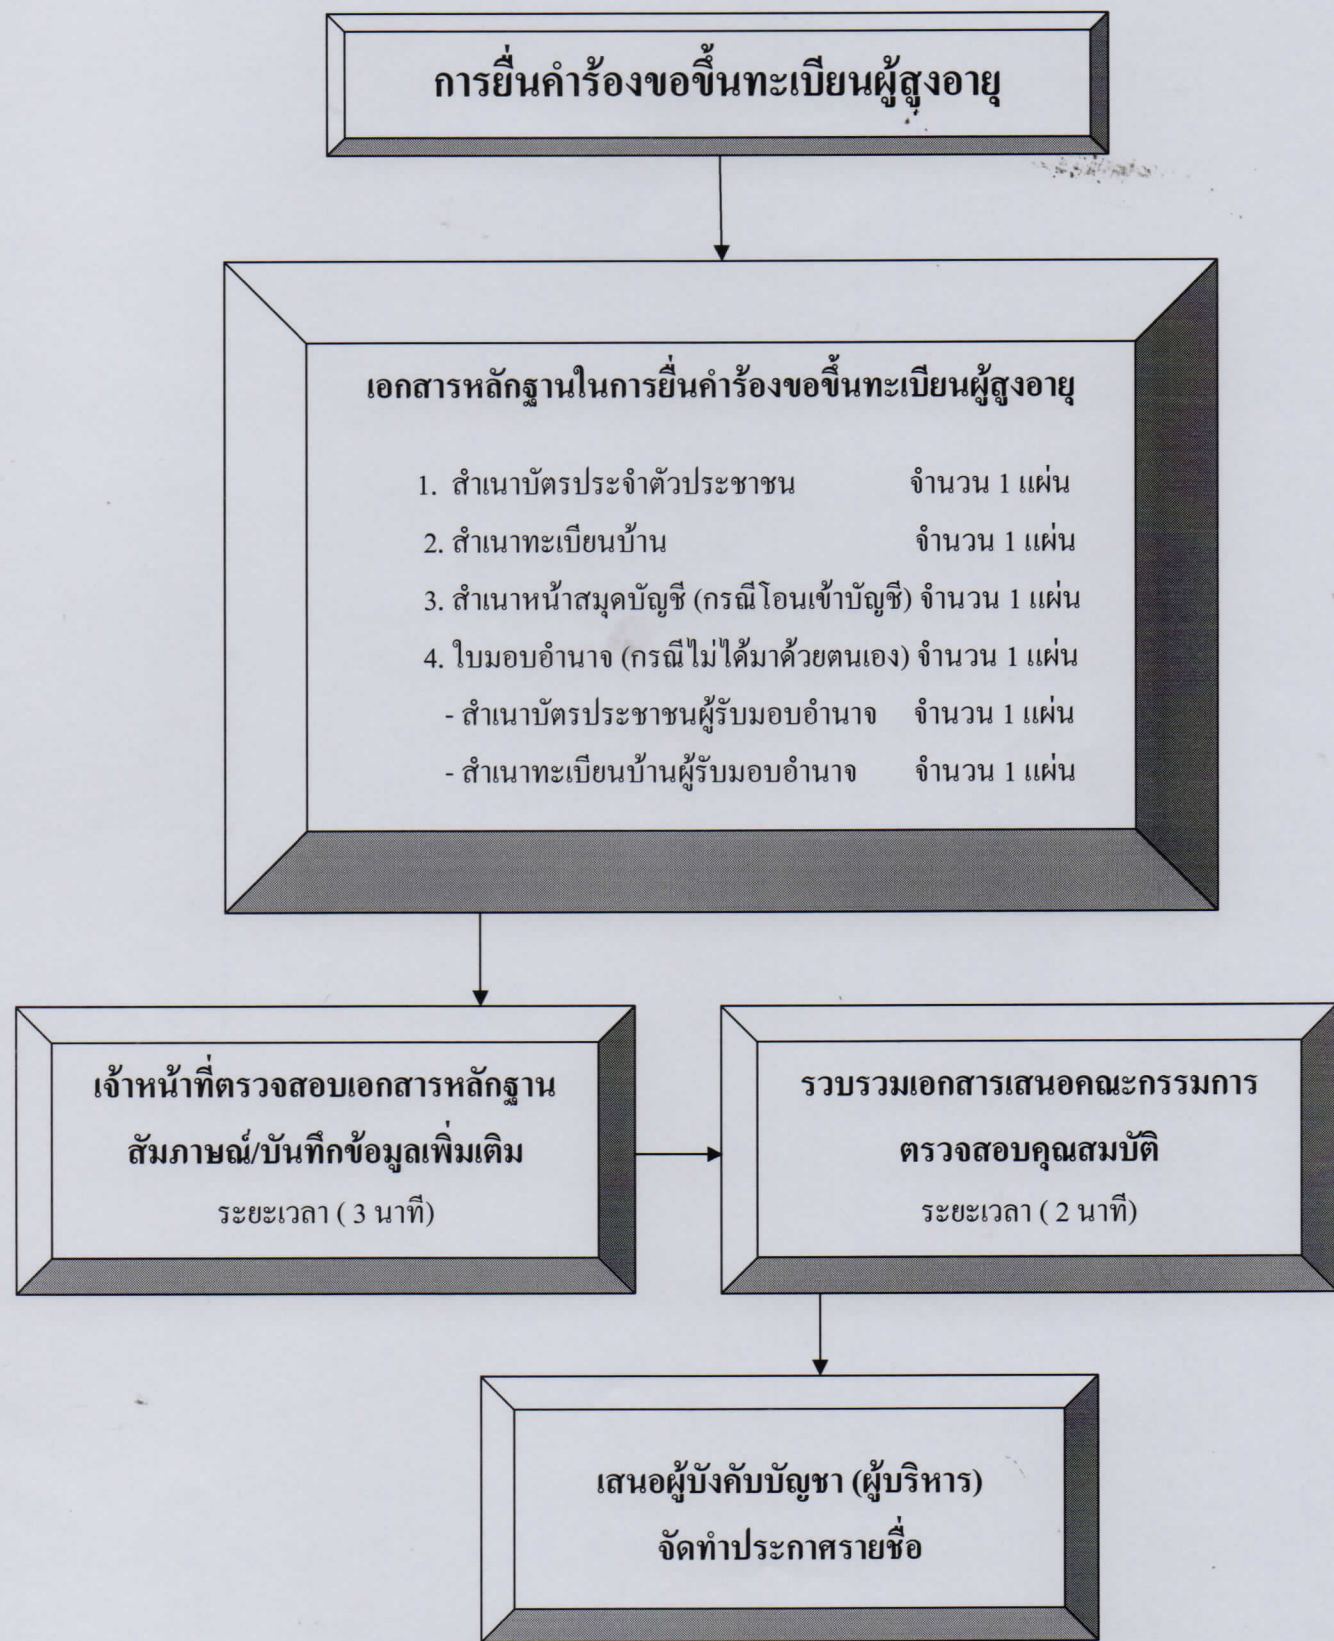 การยื่นคำร้องขอขึ้นทะเบียนผู้สูงอายุ
เอกสารหลักฐานในการยื่นคำร้องขอขึ้นทะเบียนผู้สูงอายุ
1. สำเนาบัตรประจำตัวประชาชน จำนวน 1 แผ่น
2. สำเนาทะเบียนบ้าน จำนวน 1 แผ่น
3. สำเนาหน้าสมุดบัญชี (กรณีโอนเข้าบัญชี) จำนวน 1 แผ่น
4. ใบมอบอำนาจ (กรณีไม่ได้มาด้วยตนเอง) จำนวน 1 แผ่น
- สำเนาบัตรประชาชนผู้รับมอบอำนาจ จำนวน 1 แผ่น
- สำเนาทะเบียนบ้านผู้รับมอบอำนาจ จำนวน 1 แผ่น
เจ้าหน้าที่ตรวจสอบเอกสารหลักฐาน
สัมภาษณ์/บันทึกข้อมูลเพิ่มเติม
ระยะเวลา ( 3 นาที)
รวบรวมเอกสารเสนอคณะกรรมการ
ตรวจสอบคุณสมบัติ
ระยะเวลา ( 2 นาที)
เสนอผู้บังคับบัญชา (ผู้บริหาร)
จัดทำประกาศรายชื่อ